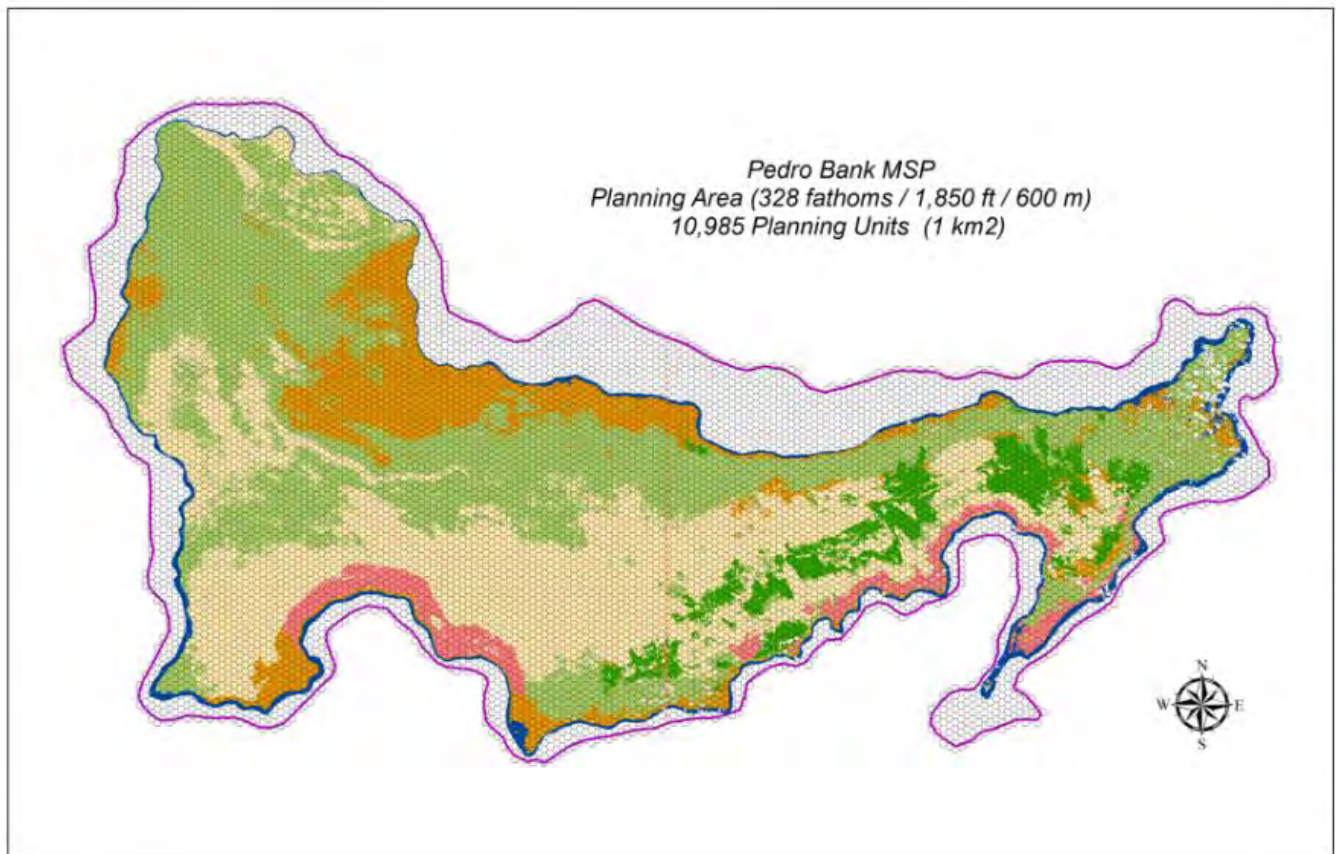 Pedro Bank MSP
Planning Area (328 fathoms / 1,850 ft / 600 m)
10,985 Planning Units (1 km2)
N
W E
S